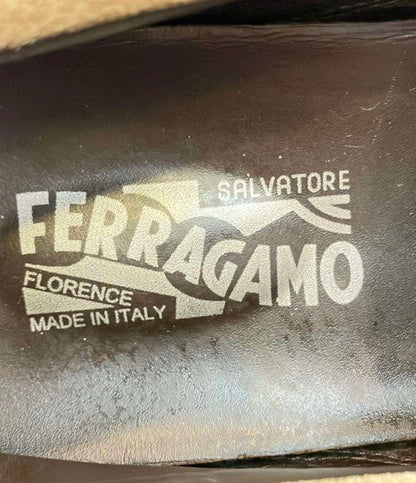 SALVATORE
FERRAGAMO
FLORENCE
MADE IN ITALY